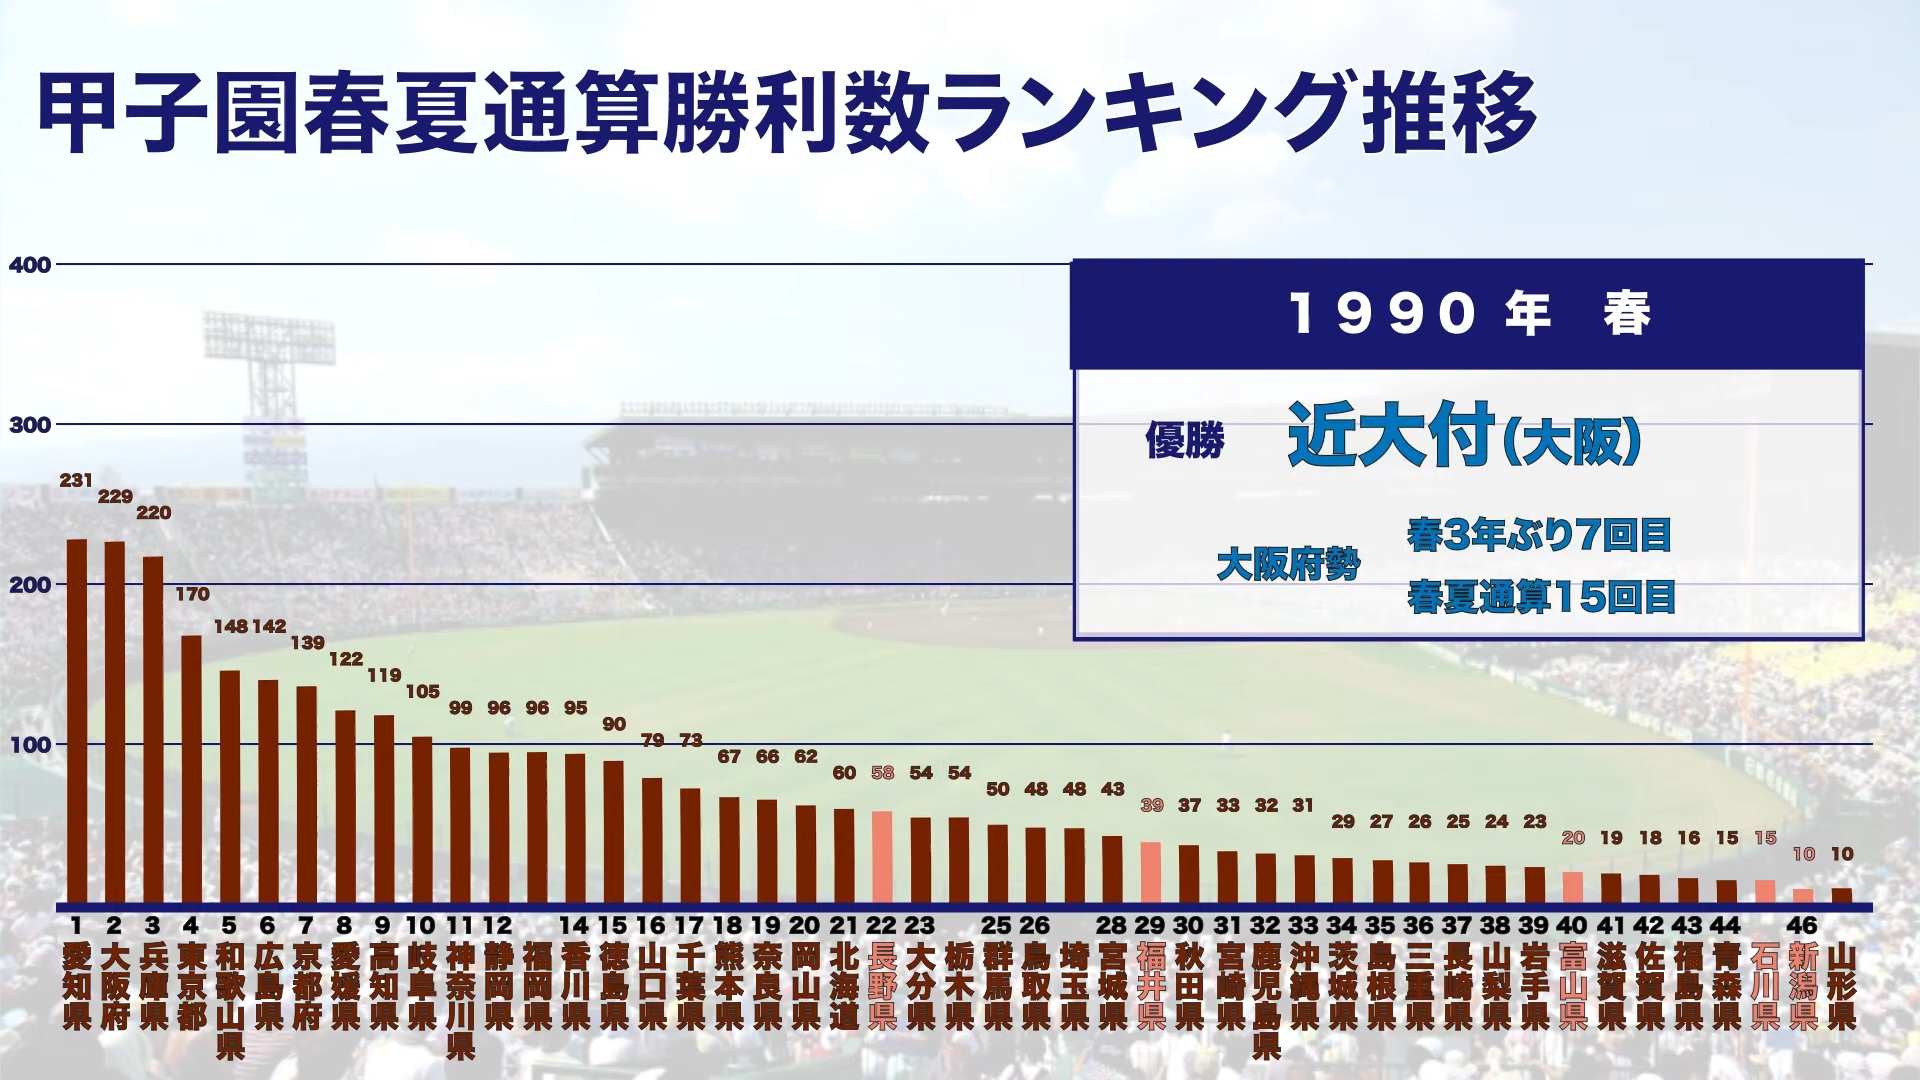 甲子園春夏通算勝利数ランキング推移
400
300
200
100
1990年 春
優勝 近大付(大阪)
大阪府勢
春3年ぶり7回目
春夏通算15回目
231 229 220 170 148 142 139 122 119 105 99 96 96 95 90 79 73 67 66 62 60 58 54 54 50 48 48 43 39 37 33 32 31 29 27 26 25 24 23 20 19 18 16 15 15 10 10
1 2 3 4 5 6 7 8 9 10 11 12 14 15 16 17 18 19 20 21 22 23 25 26 28 29 30 31 32 33 34 35 36 37 38 39 40 41 42 43 44 46
愛知県
大阪府
兵庫県
東京都
和歌山県
広島県
京都府
愛媛県
高知県
岐阜県
神奈川県
静岡県
福岡県
香川県
徳島県
山口県
千葉県
熊本県
奈良県
岡山県
北海道
長野県
大分県
栃木県
群馬県
鳥取県
埼玉県
宮城県
福井県
秋田県
宮崎県
鹿児島県
沖縄県
茨城県
島根県
三重県
長崎県
山梨県
岩手県
富山県
滋賀県
佐賀県
福島県
青森県
石川県
新潟県
山形県